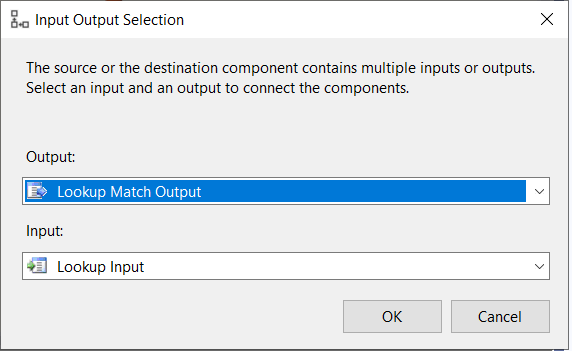 Input Output Selection
The source or the destination component contains multiple inputs or outputs.
Select an input and an output to connect the components.
Output:
Lookup Match Output
Input:
Lookup Input
OK
Cancel